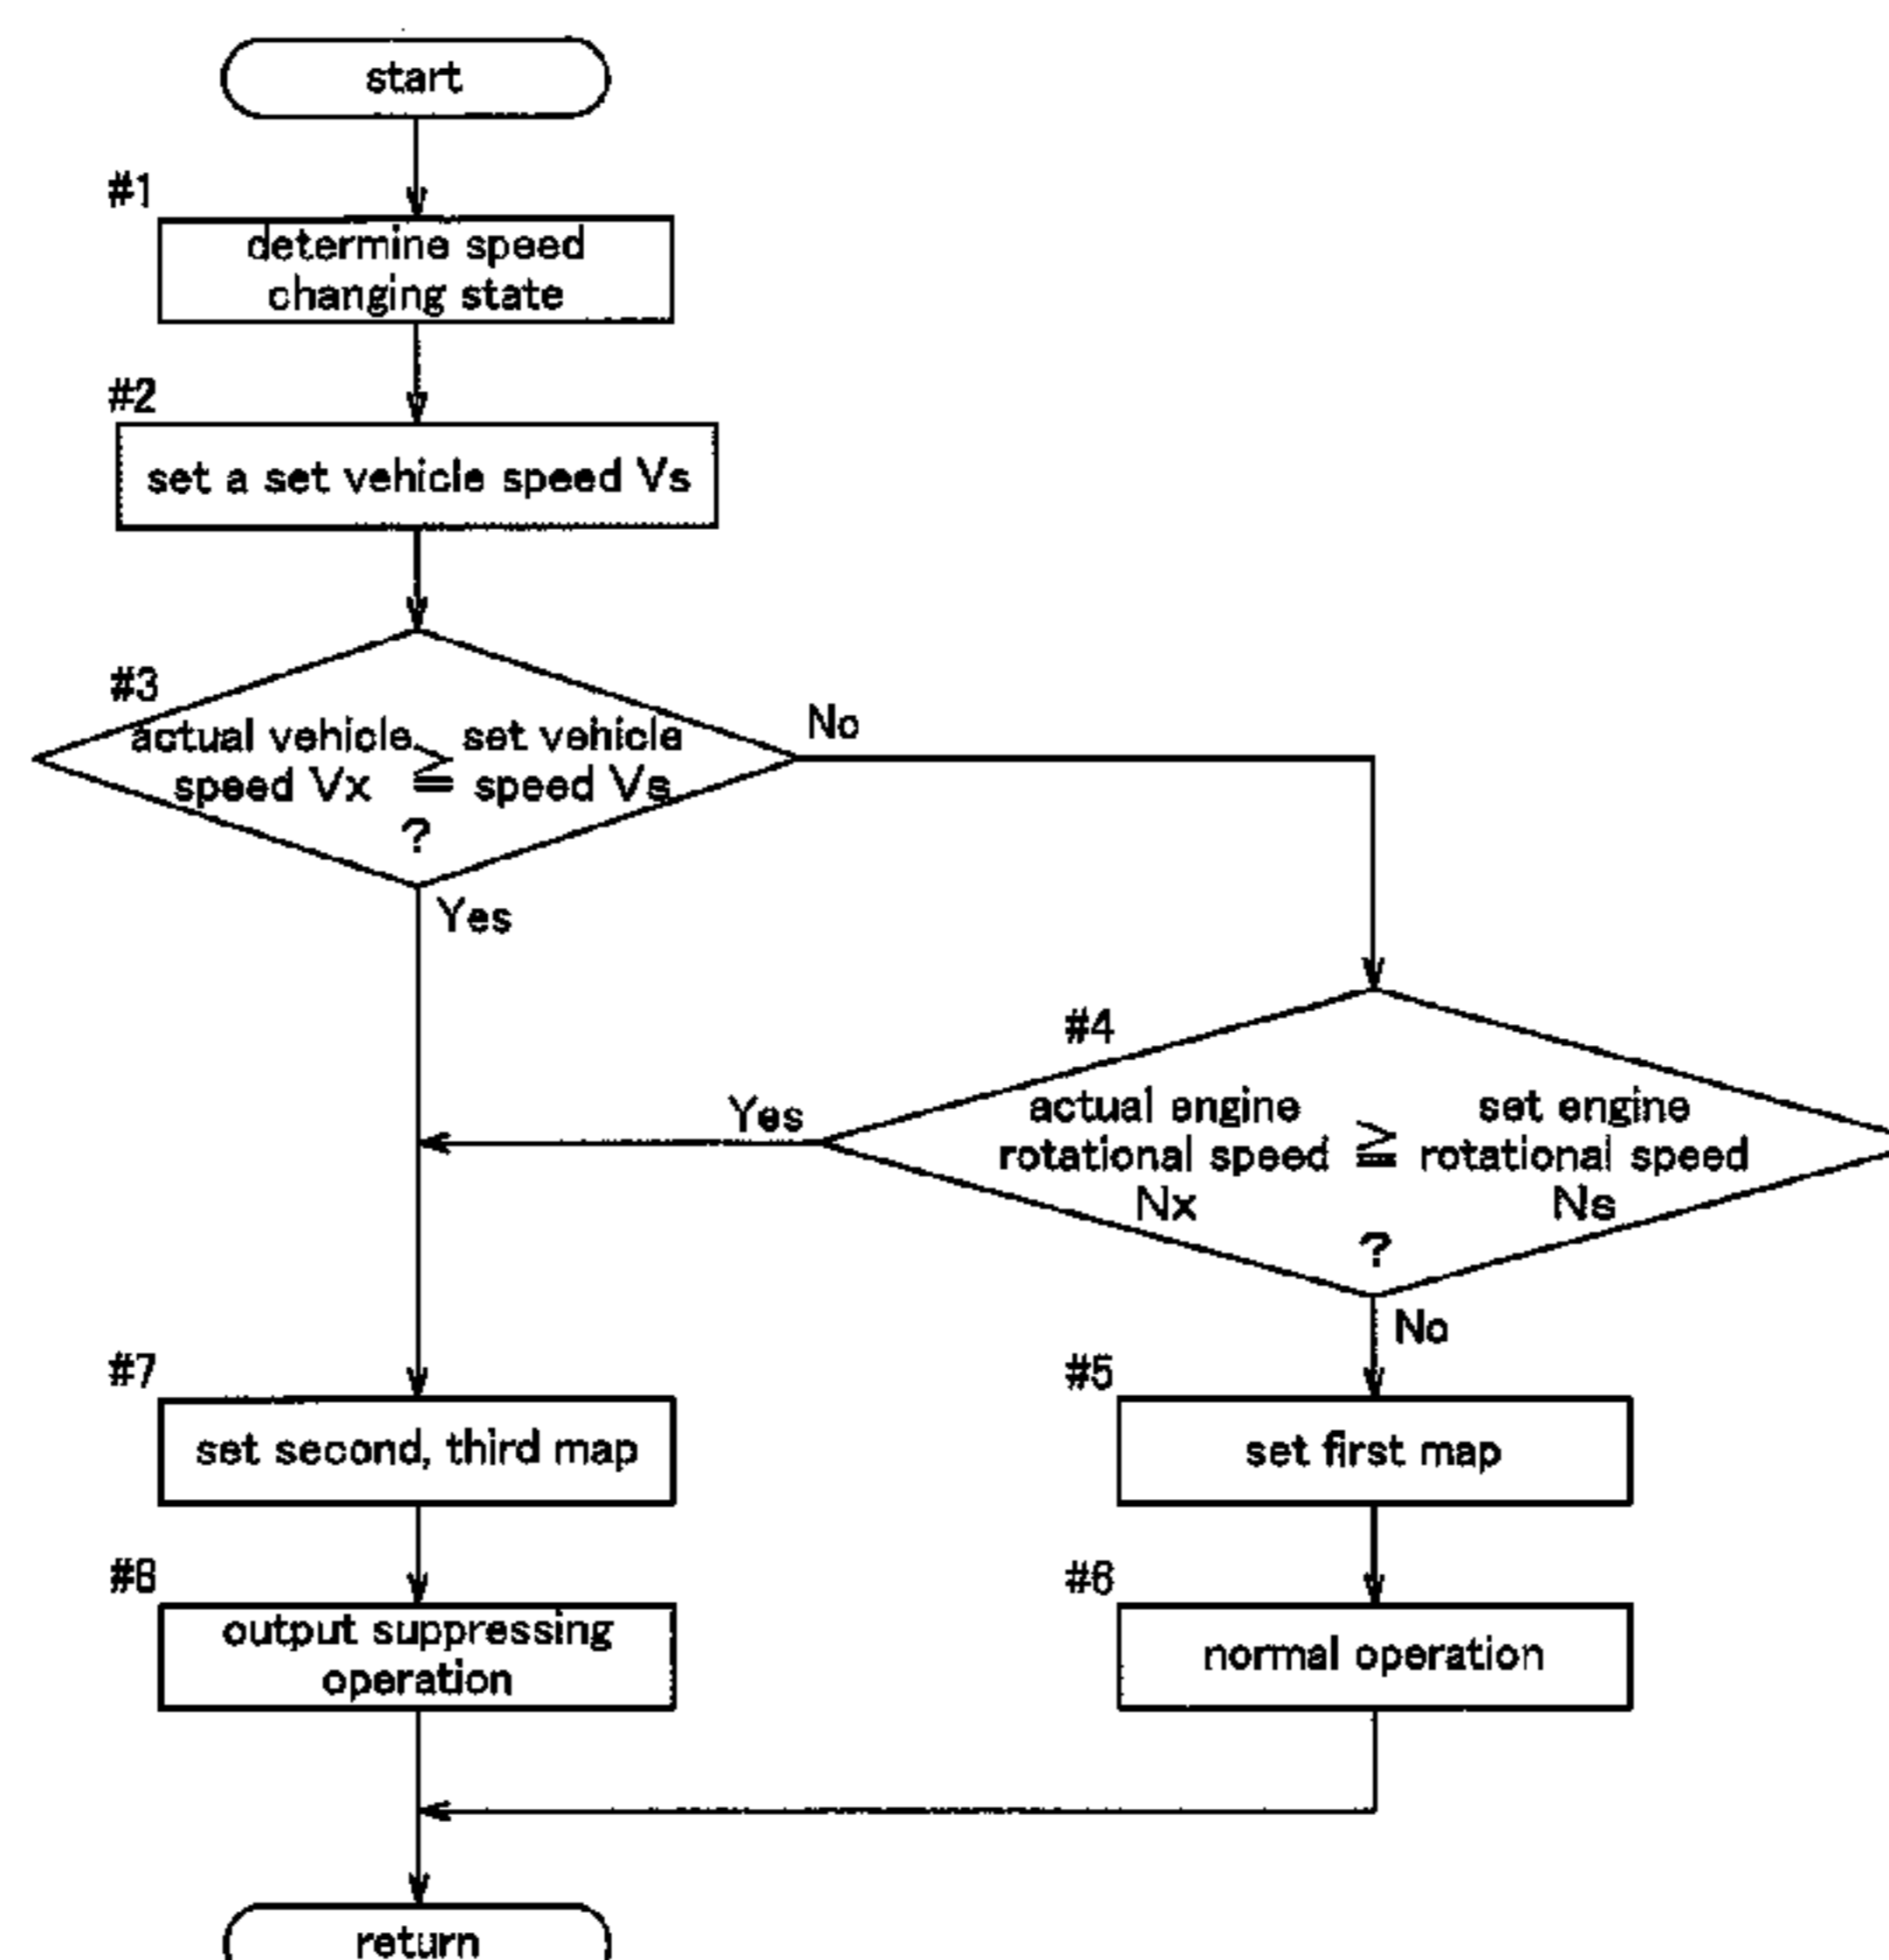 start
#1
determine speed
changing state
#2
set a set vehicle speed Vs
#3
actual vehicle ≧ set vehicle
speed Vx speed Vs
?
No
Yes
#4
actual engine ≧ set engine
rotational speed rotational speed
Nx Ns
?
Yes
No
#7
set second, third map
#5
set first map
#8
output suppressing
operation
#6
normal operation
return